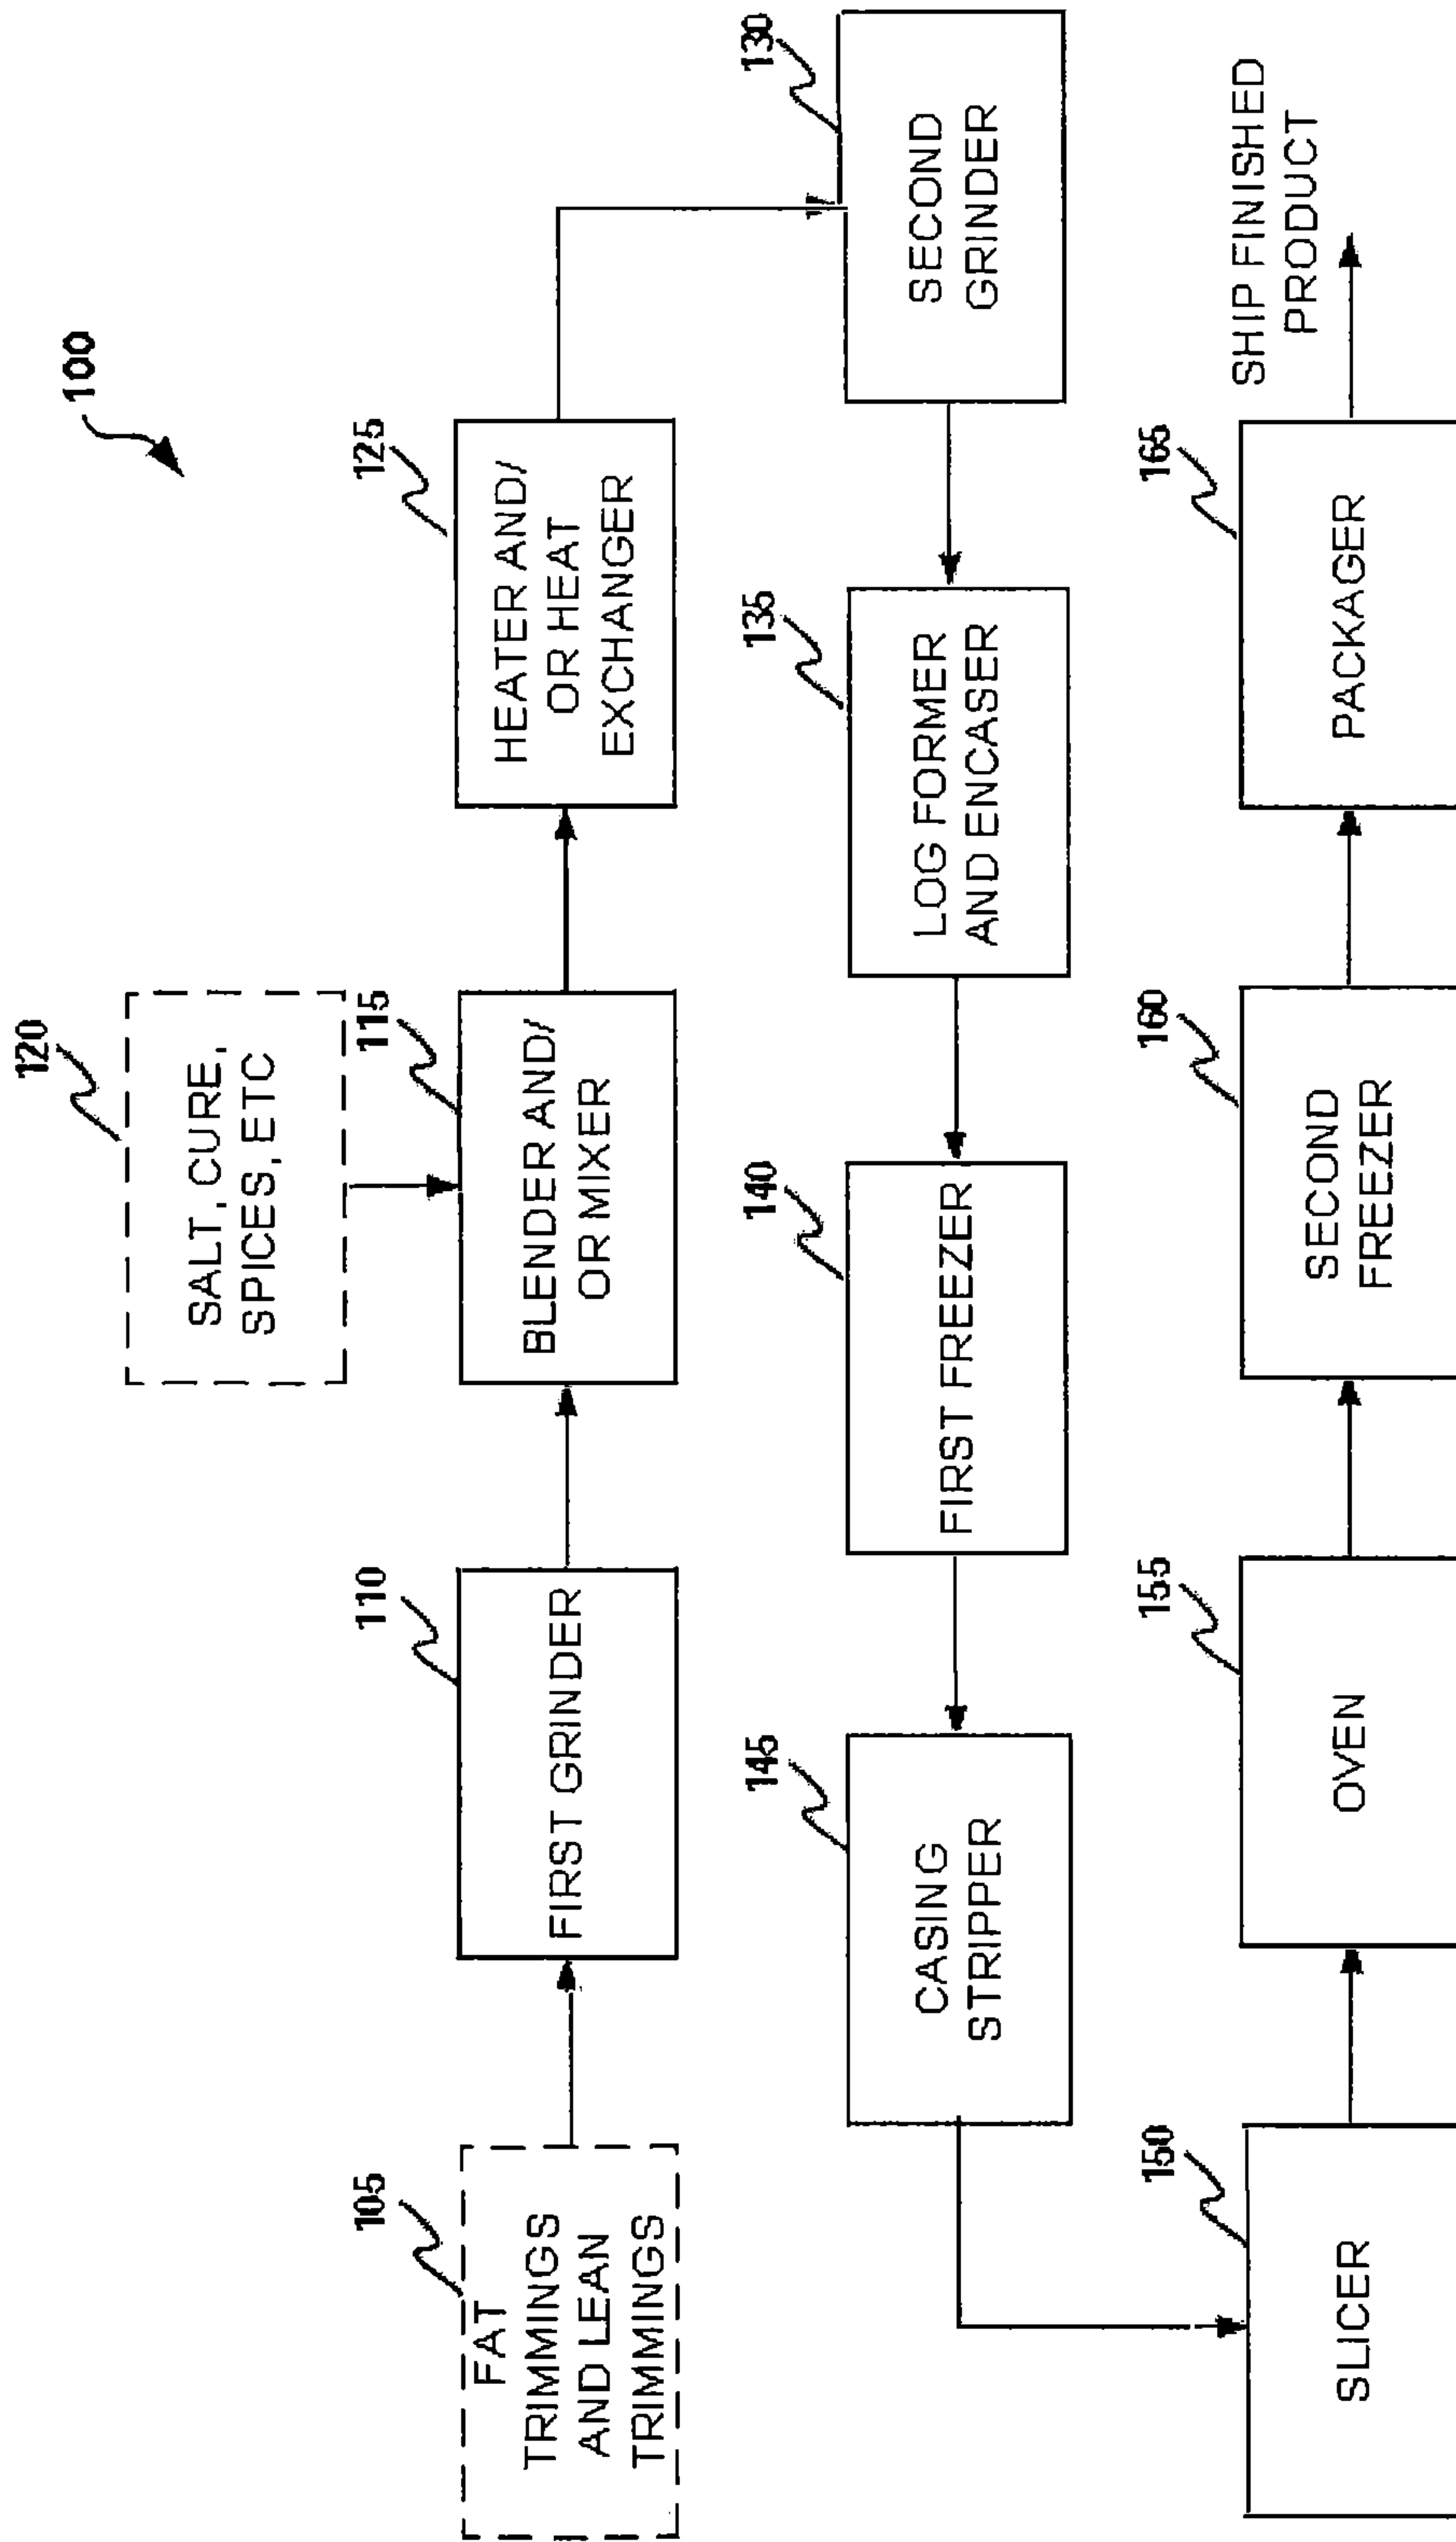 100
120
SALT, CURE,
SPICES, ETC
105
FAT
TRIMMINGS
AND LEAN
TRIMMINGS
110
FIRST GRINDER
115
BLENDER AND/
OR MIXER
125
HEATER AND/
OR HEAT
EXCHANGER
130
SECOND
GRINDER
135
LOG FORMER
AND ENCASER
140
FIRST FREEZER
145
CASING
STRIPPER
150
SLICER
155
OVEN
160
SECOND
FREEZER
165
PACKAGER
SHIP FINISHED
PRODUCT